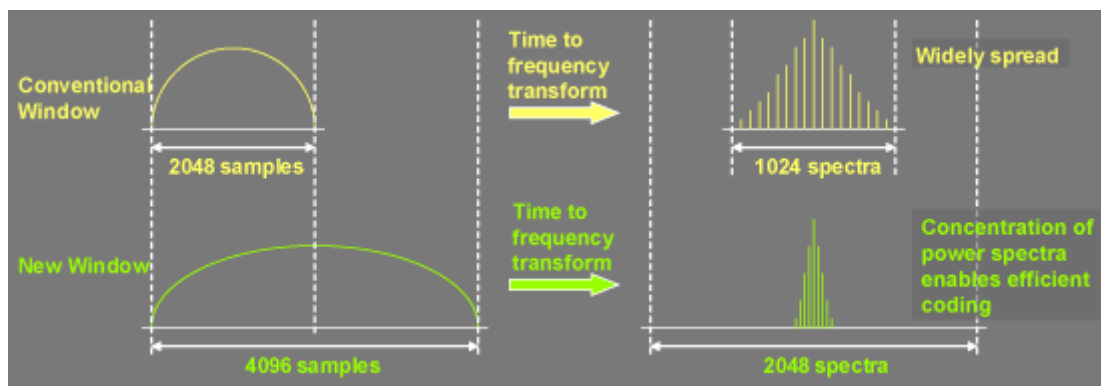 Conventional
Window
2048 samples
Time to
frequency
transform
Widely spread
1024 spectra
New Window
4096 samples
Time to
frequency
transform
Concentration of
power spectra
enables efficient
coding
2048 spectra